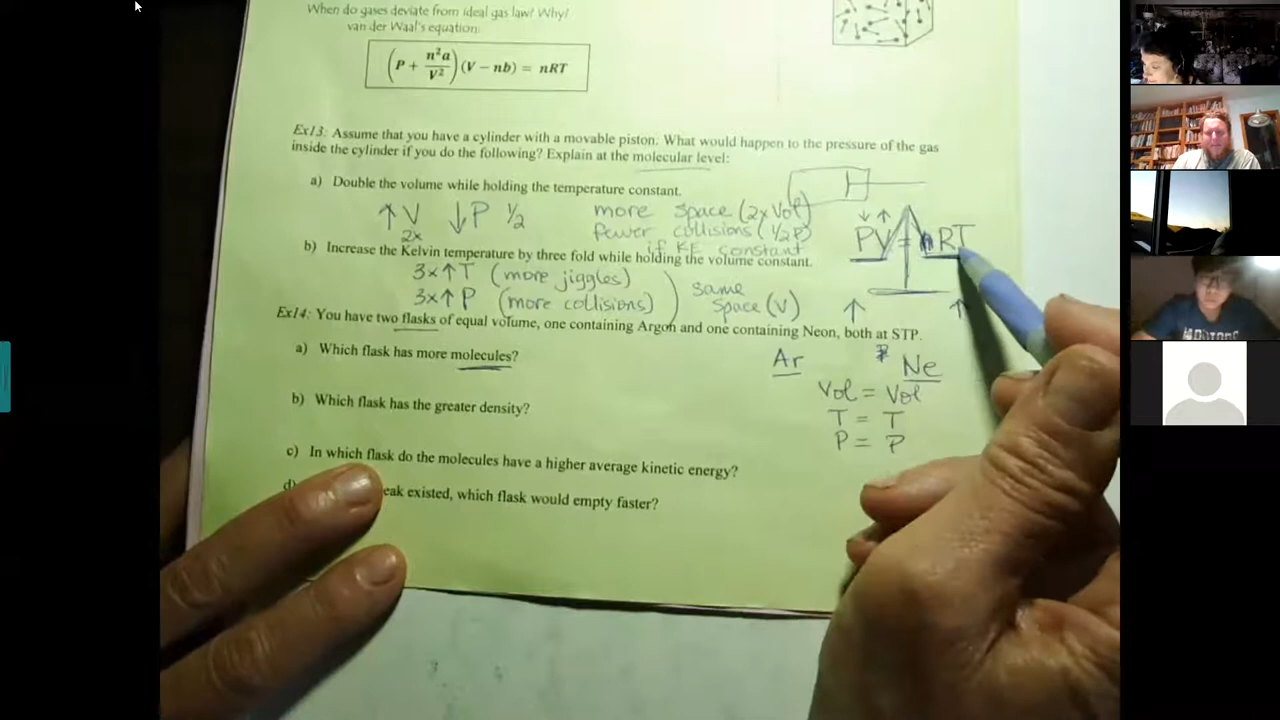 When do gases deviate from ideal gas law? Why?
van der Waal's equation:
(P + n²a/V²) (V − nb) = nRT
Ex13: Assume that you have a cylinder with a movable piston. What would happen to the pressure of the gas
inside the cylinder if you do the following? Explain at the molecular level:
a) Double the volume while holding the temperature constant.
↑ V ↓ P 1/2 more space (2x Vol)
2x fewer collisions (1/2 P)
if KE constant
↓ ↑
PV = nRT
b) Increase the Kelvin temperature by three fold while holding the volume constant.
3x ↑ T (more jiggles)
3x ↑ P (more collisions) ) same
space (V) ↑ ↑
Ex14: You have two flasks of equal volume, one containing Argon and one containing Neon, both at STP.
a) Which flask has more molecules? Ar Ne
Vol = Vol
b) Which flask has the greater density? T = T
P = P
c) In which flask do the molecules have a higher average kinetic energy?
d) eak existed, which flask would empty faster?